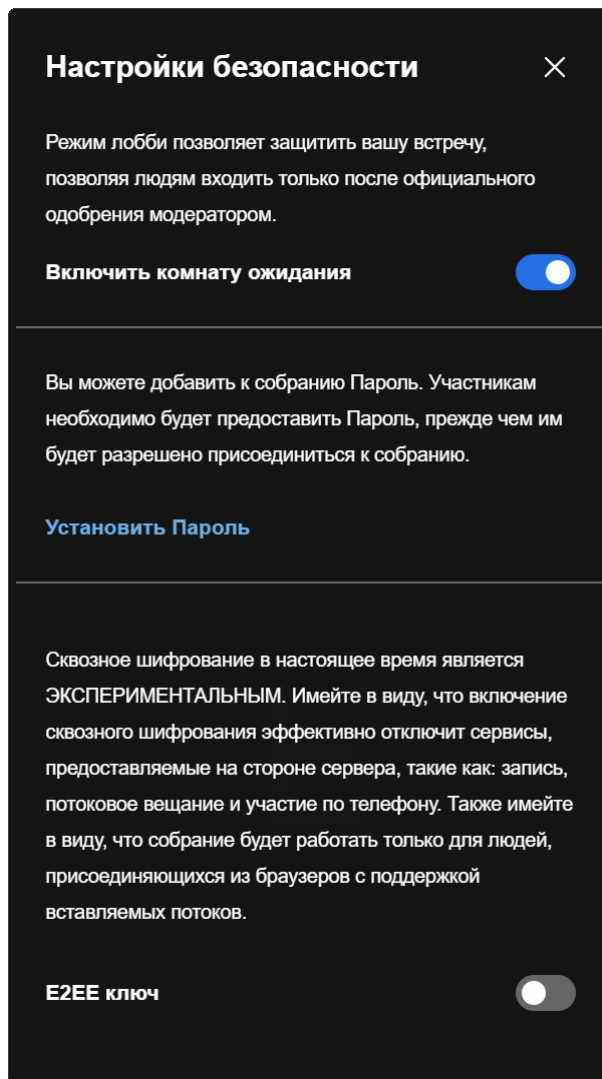 Настройки безопасности
Режим лобби позволяет защитить вашу встречу,
позволяя людям входить только после официального
одобрения модератором.
Включить комнату ожидания
Вы можете добавить к собранию Пароль. Участникам
необходимо будет предоставить Пароль, прежде чем им
будет разрешено присоединиться к собранию.
Установить Пароль
Сквозное шифрование в настоящее время является
ЭКСПЕРИМЕНТАЛЬНЫМ. Имейте в виду, что включение
сквозного шифрования эффективно отключит сервисы,
предоставляемые на стороне сервера, такие как: запись,
потоковое вещание и участие по телефону. Также имейте
в виду, что собрание будет работать только для людей,
присоединяющихся из браузеров с поддержкой
вставляемых потоков.
E2EE ключ